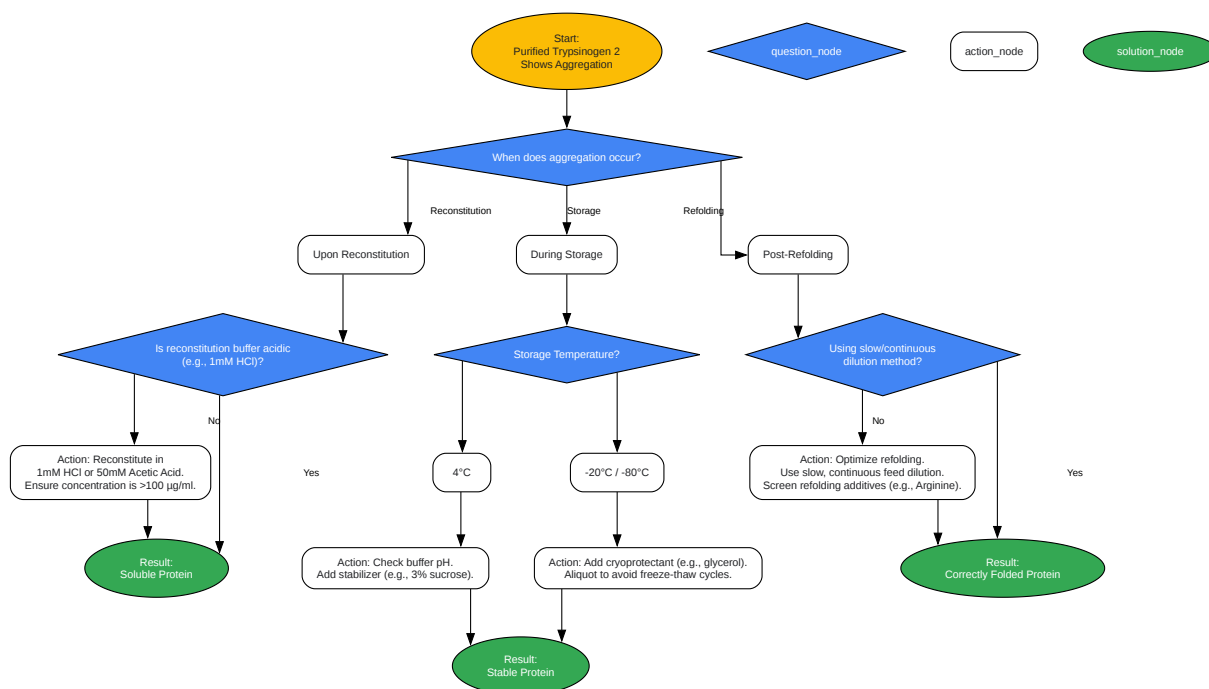 Start:
Purified Trypsinogen 2
Shows Aggregation
question_node
action_node
solution_node
When does aggregation occur?
Reconstitution
Storage
Refolding
Upon Reconstitution
During Storage
Post-Refolding
Is reconstitution buffer acidic
(e.g., 1mM HCl)?
Storage Temperature?
Using slow/continuous
dilution method?
No
No
Action: Reconstitute in
1mM HCl or 50mM Acetic Acid.
Ensure concentration is >100 µg/ml.
Yes
4°C
-20°C / -80°C
Action: Optimize refolding.
Use slow, continuous feed dilution.
Screen refolding additives (e.g., Arginine).
Yes
Result:
Soluble Protein
Action: Check buffer pH.
Add stabilizer (e.g., 3% sucrose).
Action: Add cryoprotectant (e.g., glycerol).
Aliquot to avoid freeze-thaw cycles.
Result:
Correctly Folded Protein
Result:
Stable Protein